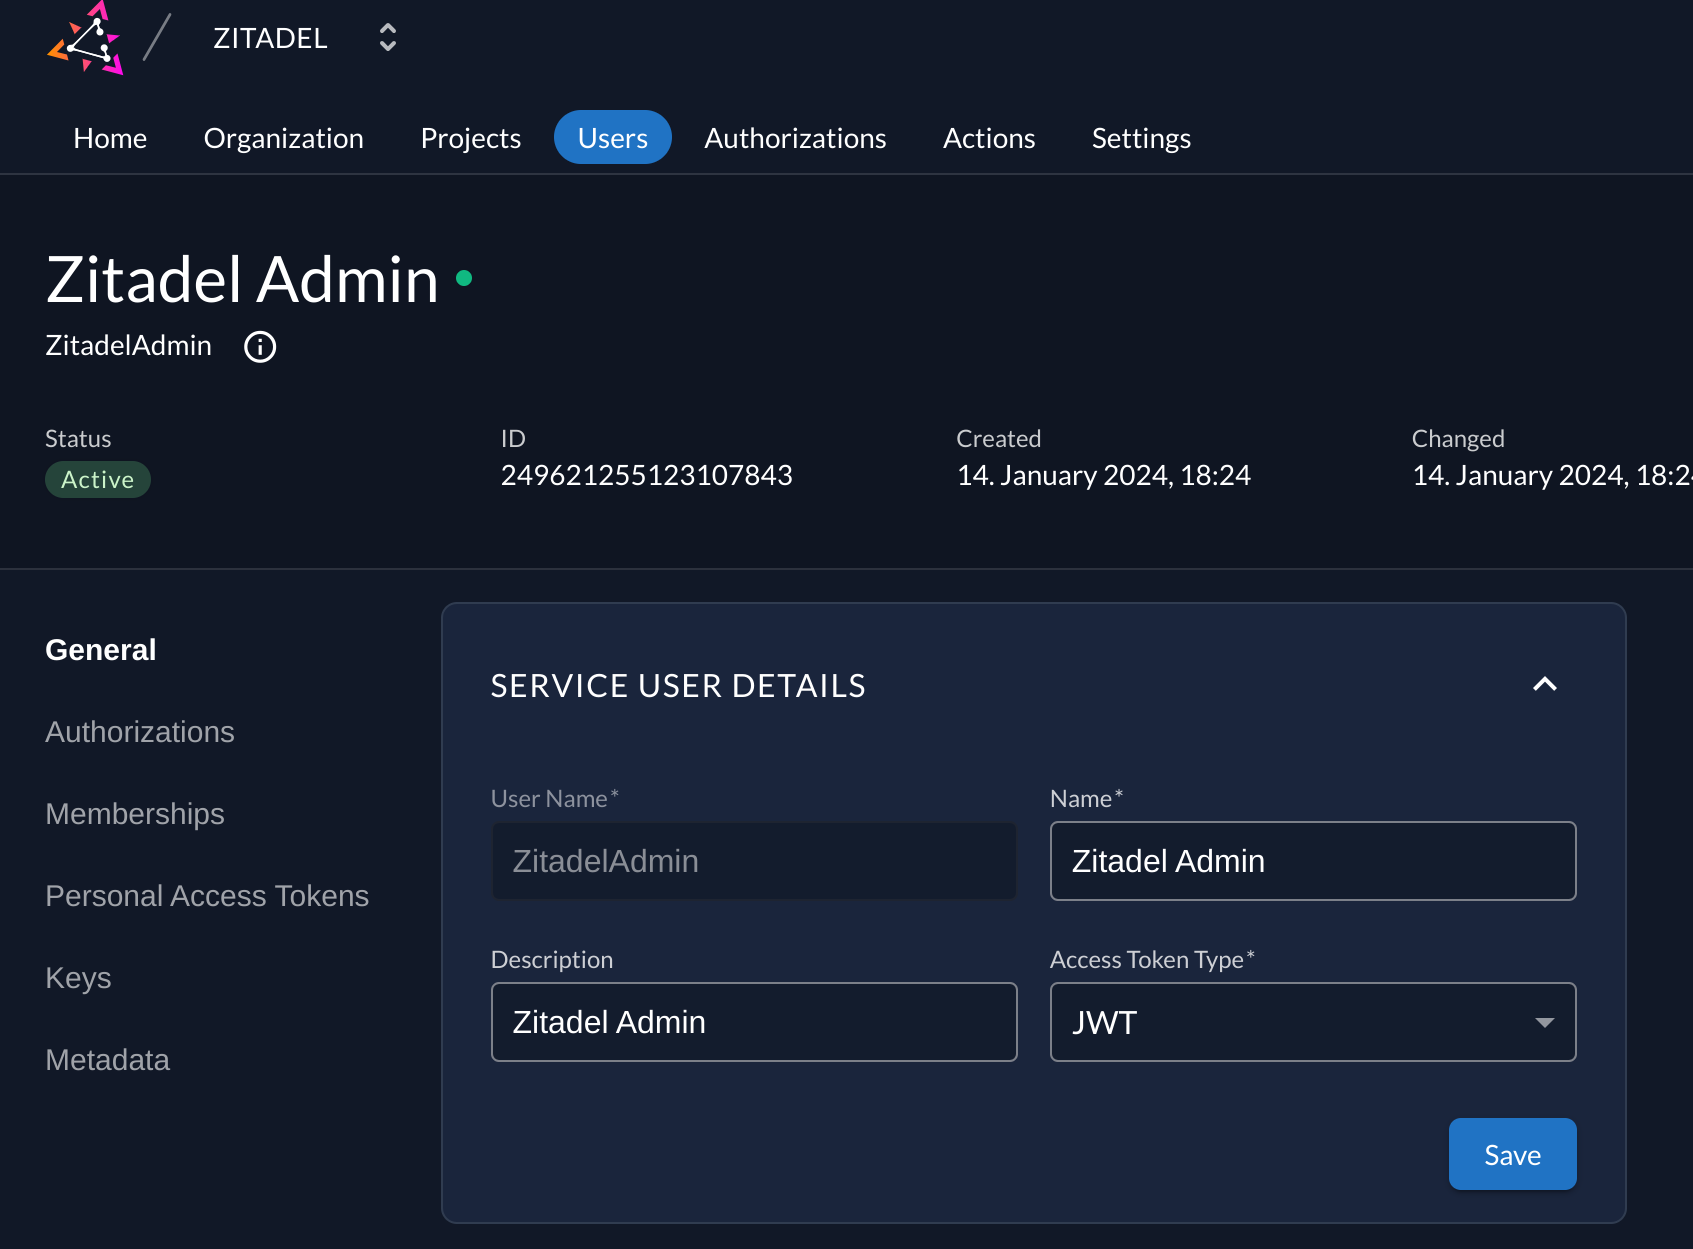 ZITADEL
Home Organization Projects Users Authorizations Actions Settings
Zitadel Admin
ZitadelAdmin
Status ID Created Changed
Active 249621255123107843 14. January 2024, 18:24 14. January 2024, 18:2
General
Authorizations
Memberships
Personal Access Tokens
Keys
Metadata
SERVICE USER DETAILS
User Name* Name*
ZitadelAdmin Zitadel Admin
Description Access Token Type*
Zitadel Admin JWT
Save